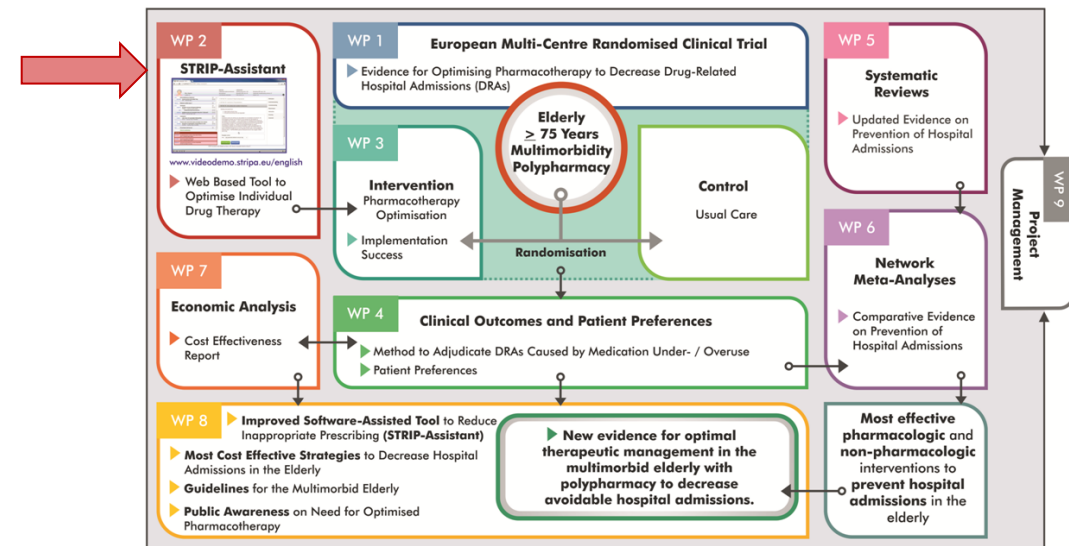 WP 2
STRIP-Assistant
www.videodemo.stripa.eu/english
Web Based Tool to
Optimise Individual
Drug Therapy
WP 1
European Multi-Centre Randomised Clinical Trial
Evidence for Optimising Pharmacotherapy to Decrease Drug-Related
Hospital Admissions (DRAs)
Elderly
≥ 75 Years
Multimorbidity
Polypharmacy
WP 3
Intervention
Pharmacotherapy
Optimisation
Implementation
Success
Control
Usual Care
Randomisation
WP 5
Systematic
Reviews
Updated Evidence on
Prevention of Hospital
Admissions
WP 9
Project
Management
WP 6
Network
Meta-Analyses
Comparative Evidence
on Prevention of
Hospital Admissions
WP 7
Economic Analysis
Cost Effectiveness
Report
WP 4
Clinical Outcomes and Patient Preferences
Method to Adjudicate DRAs Caused by Medication Under- / Overuse
Patient Preferences
WP 8
Improved Software-Assisted Tool to Reduce
Inappropriate Prescribing (STRIP-Assistant)
Most Cost Effective Strategies to Decrease Hospital
Admissions in the Elderly
Guidelines for the Multimorbid Elderly
Public Awareness on Need for Optimised
Pharmacotherapy
New evidence for optimal
therapeutic management in the
multimorbid elderly with
polypharmacy to decrease
avoidable hospital admissions.
Most effective
pharmacologic and
non-pharmacologic
interventions to
prevent hospital
admissions in the
elderly